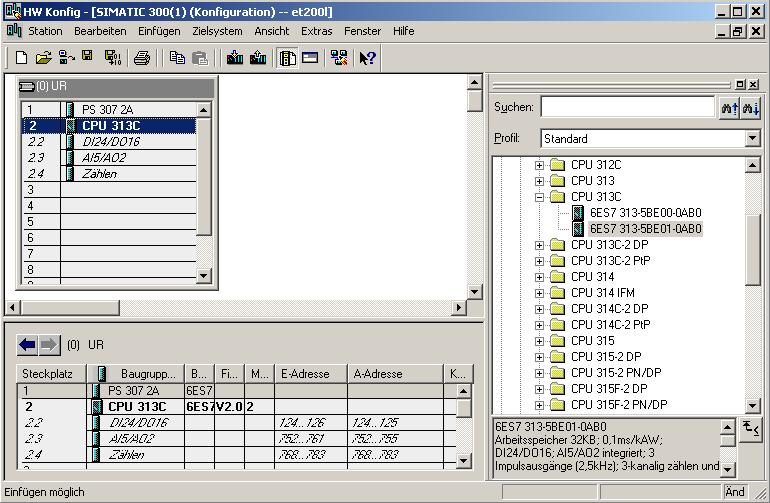 HW Konfig - [SIMATIC 300(1) (Konfiguration) -- et200l]
Station Bearbeiten Einfügen Zielsystem Ansicht Extras Fenster Hilfe
(0) UR
1 PS 307 2A
2 CPU 313C
2.2 DI24/DO16
2.3 AI5/AO2
2.4 Zählen
3
4
5
6
7
8
Suchen:
Profil: Standard
CPU 312C
CPU 313
CPU 313C
6ES7 313-5BE00-0AB0
6ES7 313-5BE01-0AB0
CPU 313C-2 DP
CPU 313C-2 PtP
CPU 314
CPU 314 IFM
CPU 314C-2 DP
CPU 314C-2 PtP
CPU 315
CPU 315-2 DP
CPU 315-2 PN/DP
CPU 315F-2 DP
CPU 315F-2 PN/DP
(0) UR
Steckplatz Baugrupp... B... Fi... M... E-Adresse A-Adresse K...
1 PS 307 2A 6ES7
2 CPU 313C 6ES7 V2.0 2
2.2 DI24/DO16 124...126 124...125
2.3 AI5/AO2 752...761 752...755
2.4 Zählen 768...783 768...783
6ES7 313-5BE01-0AB0
Arbeitsspeicher 32KB; 0,1ms/kAW;
DI24/DO16; AI5/AO2 integriert; 3
Impulsausgänge (2,5kHz); 3-kanalig zählen und
Einfügen möglich
Änd